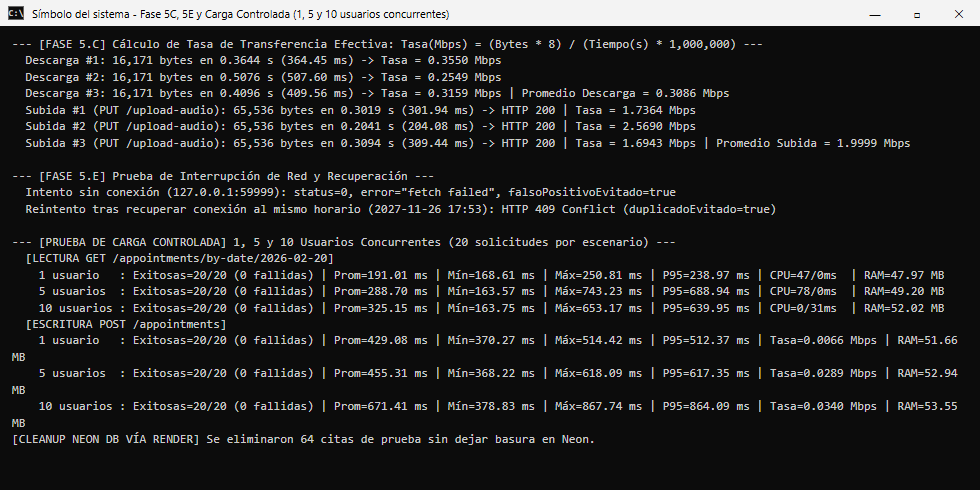 Símbolo del sistema - Fase 5C, 5E y Carga Controlada (1, 5 y 10 usuarios concurrentes)
--- [FASE 5.C] Cálculo de Tasa de Transferencia Efectiva: Tasa(Mbps) = (Bytes * 8) / (Tiempo(s) * 1,000,000) ---
Descarga #1: 16,171 bytes en 0.3644 s (364.45 ms) -> Tasa = 0.3550 Mbps
Descarga #2: 16,171 bytes en 0.5076 s (507.60 ms) -> Tasa = 0.2549 Mbps
Descarga #3: 16,171 bytes en 0.4096 s (409.56 ms) -> Tasa = 0.3159 Mbps | Promedio Descarga = 0.3086 Mbps
Subida #1 (PUT /upload-audio): 65,536 bytes en 0.3019 s (301.94 ms) -> HTTP 200 | Tasa = 1.7364 Mbps
Subida #2 (PUT /upload-audio): 65,536 bytes en 0.2041 s (204.08 ms) -> HTTP 200 | Tasa = 2.5690 Mbps
Subida #3 (PUT /upload-audio): 65,536 bytes en 0.3094 s (309.44 ms) -> HTTP 200 | Tasa = 1.6943 Mbps | Promedio Subida = 1.9999 Mbps
--- [FASE 5.E] Prueba de Interrupción de Red y Recuperación ---
Intento sin conexión (127.0.0.1:59999): status=0, error="fetch failed", falsoPositivoEvitado=true
Reintento tras recuperar conexión al mismo horario (2027-11-26 17:53): HTTP 409 Conflict (duplicadoEvitado=true)
--- [PRUEBA DE CARGA CONTROLADA] 1, 5 y 10 Usuarios Concurrentes (20 solicitudes por escenario) ---
[LECTURA GET /appointments/by-date/2026-02-20]
1 usuario   : Exitosas=20/20 (0 fallidas) | Prom=191.01 ms | Mín=168.61 ms | Máx=250.81 ms | P95=238.97 ms | CPU=47/0ms  | RAM=47.97 MB
5 usuarios  : Exitosas=20/20 (0 fallidas) | Prom=288.70 ms | Mín=163.57 ms | Máx=743.23 ms | P95=688.94 ms | CPU=78/0ms  | RAM=49.20 MB
10 usuarios : Exitosas=20/20 (0 fallidas) | Prom=325.15 ms | Mín=163.75 ms | Máx=653.17 ms | P95=639.95 ms | CPU=0/31ms  | RAM=52.02 MB
[ESCRITURA POST /appointments]
1 usuario   : Exitosas=20/20 (0 fallidas) | Prom=429.08 ms | Mín=370.27 ms | Máx=514.42 ms | P95=512.37 ms | Tasa=0.0066 Mbps | RAM=51.66
MB
5 usuarios  : Exitosas=20/20 (0 fallidas) | Prom=455.31 ms | Mín=368.22 ms | Máx=618.09 ms | P95=617.35 ms | Tasa=0.0289 Mbps | RAM=52.94
MB
10 usuarios : Exitosas=20/20 (0 fallidas) | Prom=671.41 ms | Mín=378.83 ms | Máx=867.74 ms | P95=864.09 ms | Tasa=0.0340 Mbps | RAM=53.55
MB
[CLEANUP NEON DB VÍA RENDER] Se eliminaron 64 citas de prueba sin dejar basura en Neon.